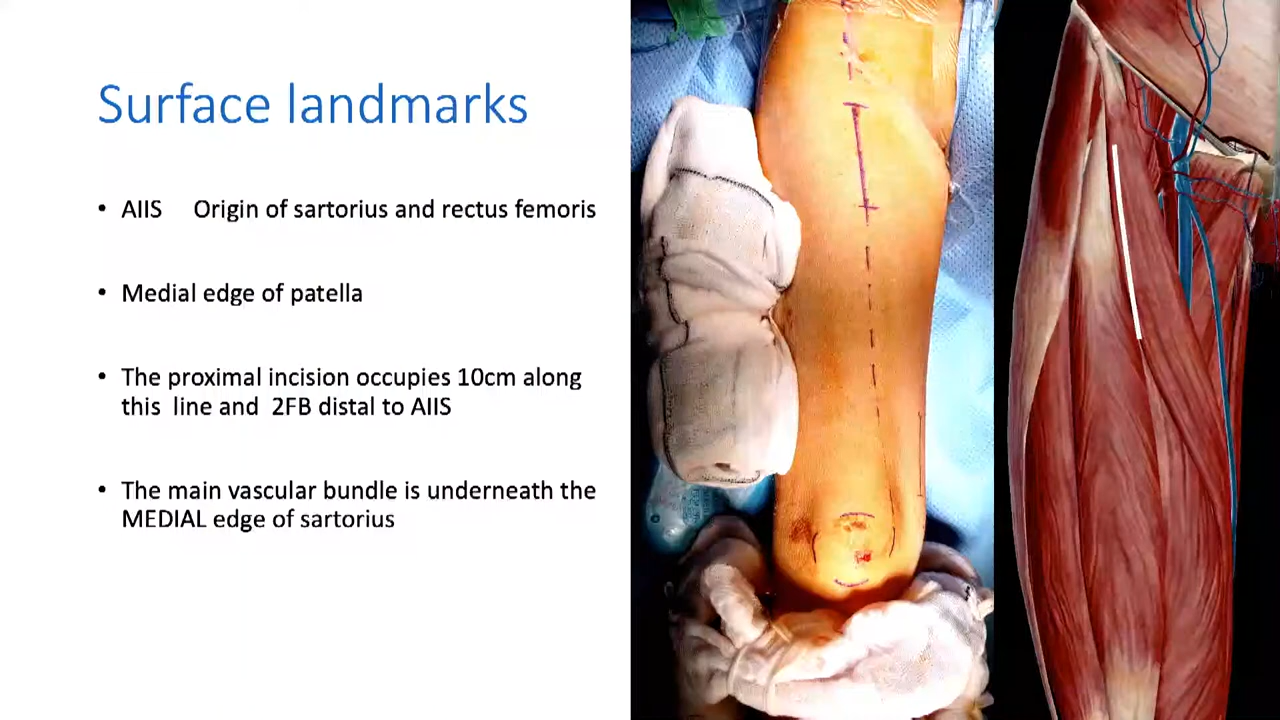 Surface landmarks
• AIIS Origin of sartorius and rectus femoris
• Medial edge of patella
• The proximal incision occupies 10cm along
this line and 2FB distal to AIIS
• The main vascular bundle is underneath the
MEDIAL edge of sartorius